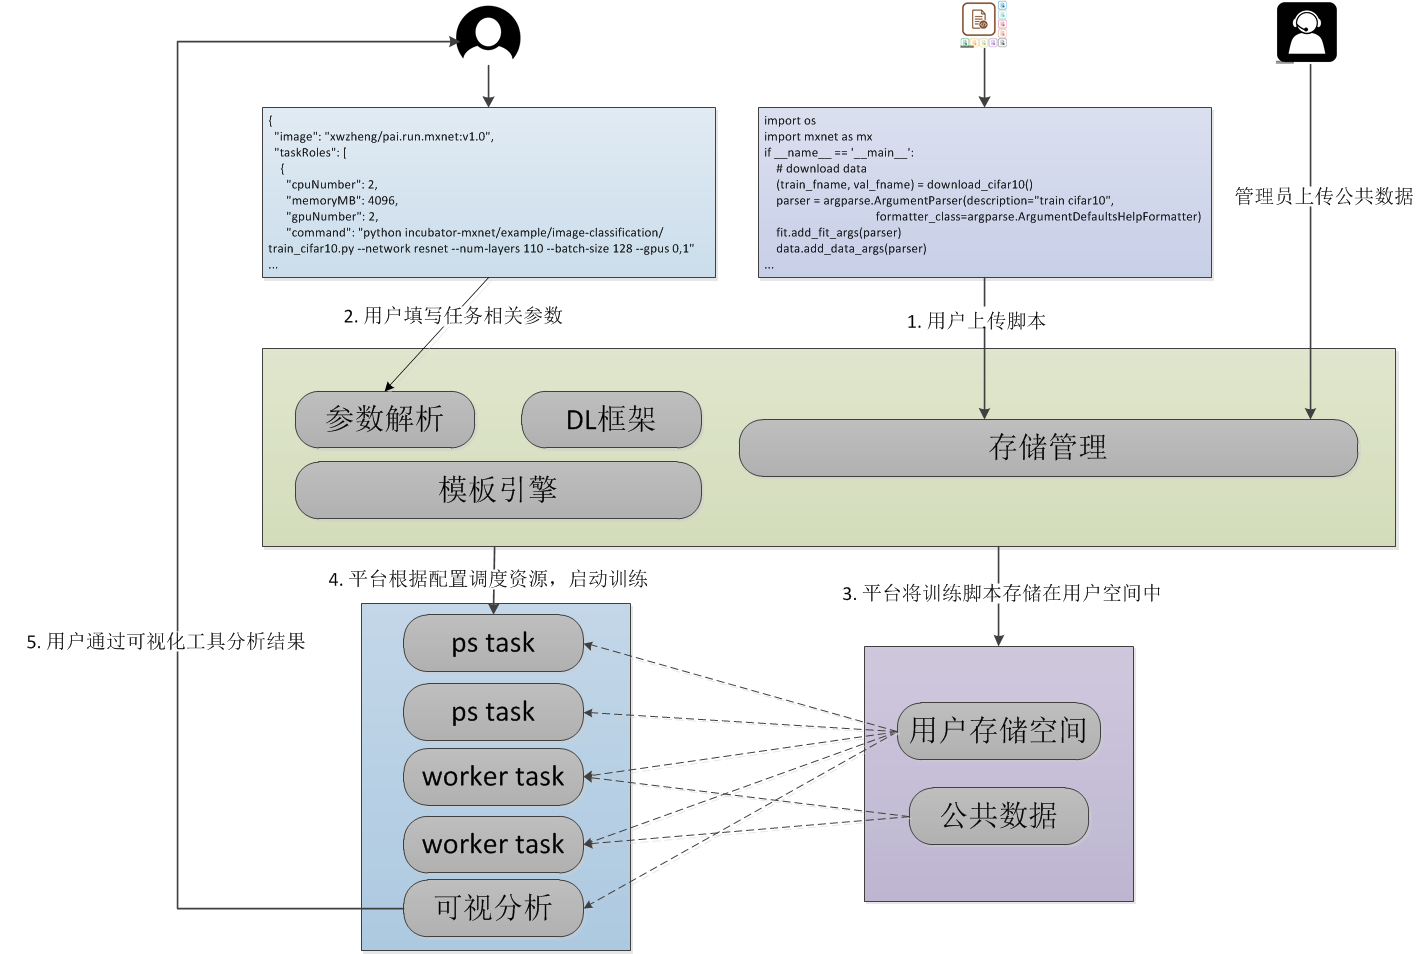 {
"image": "xwzheng/pai.run.mxnet:v1.0",
"taskRoles": [
{
"cpuNumber": 2,
"memoryMB": 4096,
"gpuNumber": 2,
"command": "python incubator-mxnet/example/image-classification/
train_cifar10.py --network resnet --num-layers 110 --batch-size 128 --gpus 0,1"
...
import os
import mxnet as mx
if __name__ == '__main__':
# download data
(train_fname, val_fname) = download_cifar10()
parser = argparse.ArgumentParser(description="train cifar10",
formatter_class=argparse.ArgumentDefaultsHelpFormatter)
fit.add_fit_args(parser)
data.add_data_args(parser)
...
管理员上传公共数据
2. 用户填写任务相关参数
1. 用户上传脚本
参数解析
DL框架
存储管理
模板引擎
4. 平台根据配置调度资源，启动训练
3. 平台将训练脚本存储在用户空间中
5. 用户通过可视化工具分析结果
ps task
ps task
worker task
worker task
可视分析
用户存储空间
公共数据